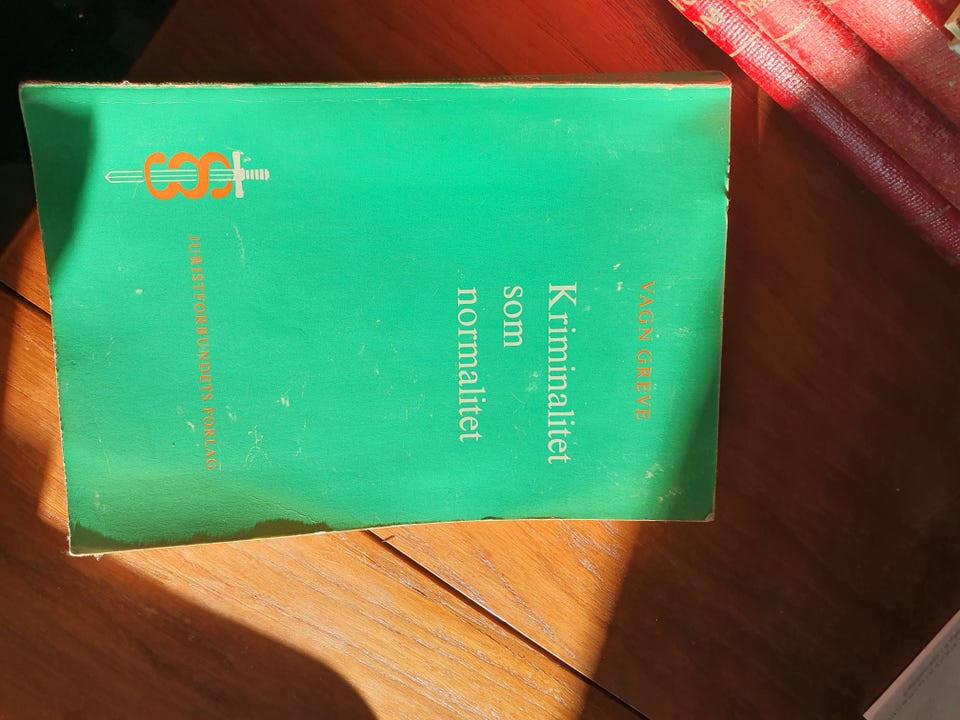 VAGN GREVE
Kriminalitet
som
normalitet
JURISTFORBUNDETS FORLAG